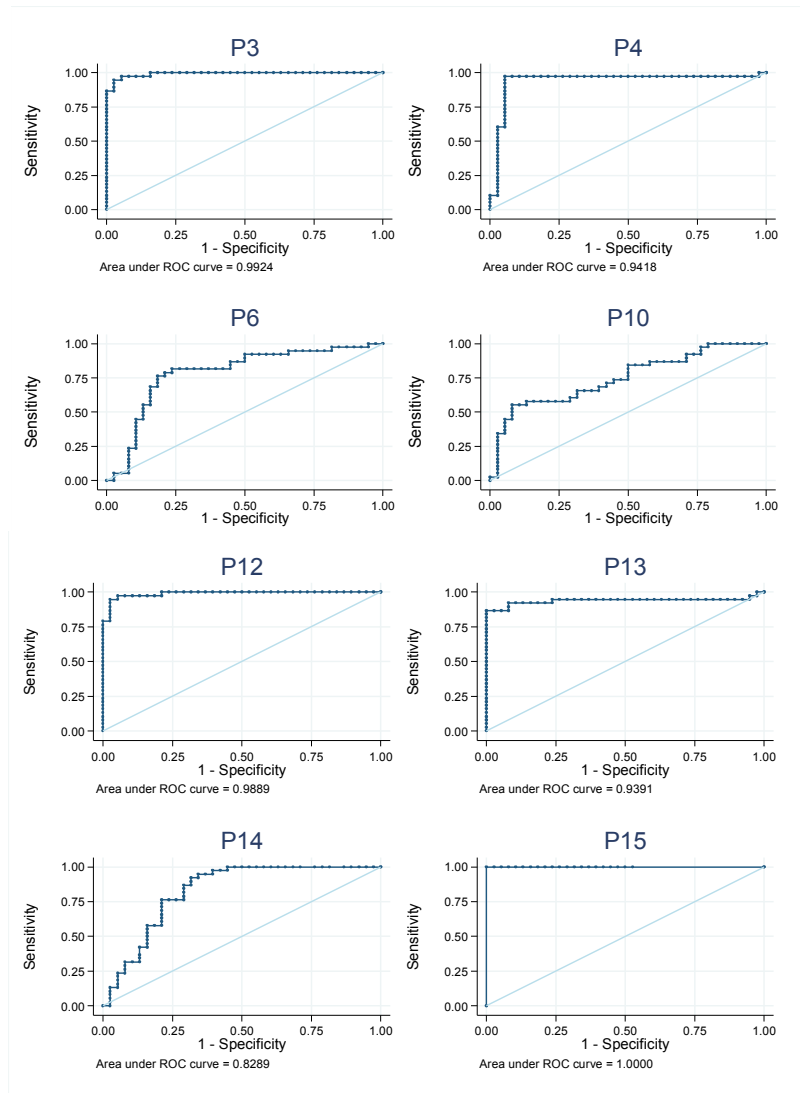 P3
Sensitivity
1.00
0.75
0.50
0.25
0.00
0.00 0.25 0.50 0.75 1.00
1 - Specificity
Area under ROC curve = 0.9924
P4
Sensitivity
1.00
0.75
0.50
0.25
0.00
0.00 0.25 0.50 0.75 1.00
1 - Specificity
Area under ROC curve = 0.9418
P6
Sensitivity
1.00
0.75
0.50
0.25
0.00
0.00 0.25 0.50 0.75 1.00
1 - Specificity
P10
Sensitivity
1.00
0.75
0.50
0.25
0.00
0.00 0.25 0.50 0.75 1.00
1 - Specificity
P12
Sensitivity
1.00
0.75
0.50
0.25
0.00
0.00 0.25 0.50 0.75 1.00
1 - Specificity
Area under ROC curve = 0.9889
P13
Sensitivity
1.00
0.75
0.50
0.25
0.00
0.00 0.25 0.50 0.75 1.00
1 - Specificity
Area under ROC curve = 0.9391
P14
Sensitivity
1.00
0.75
0.50
0.25
0.00
0.00 0.25 0.50 0.75 1.00
1 - Specificity
Area under ROC curve = 0.8289
P15
Sensitivity
1.00
0.75
0.50
0.25
0.00
0.00 0.25 0.50 0.75 1.00
1 - Specificity
Area under ROC curve = 1.0000